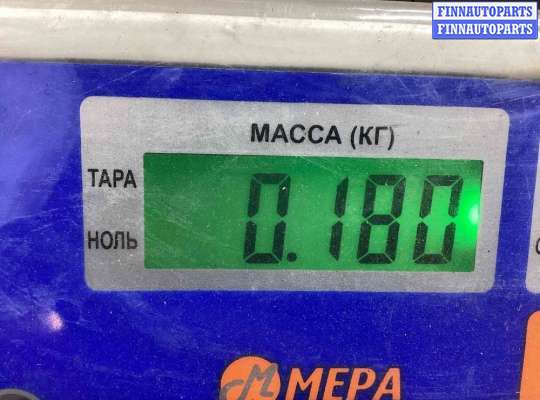 FINNAUTOPARTS
FINNAUTOPARTS
МАССА (КГ)
ТАРА
0.180
НОЛЬ
МЕРА